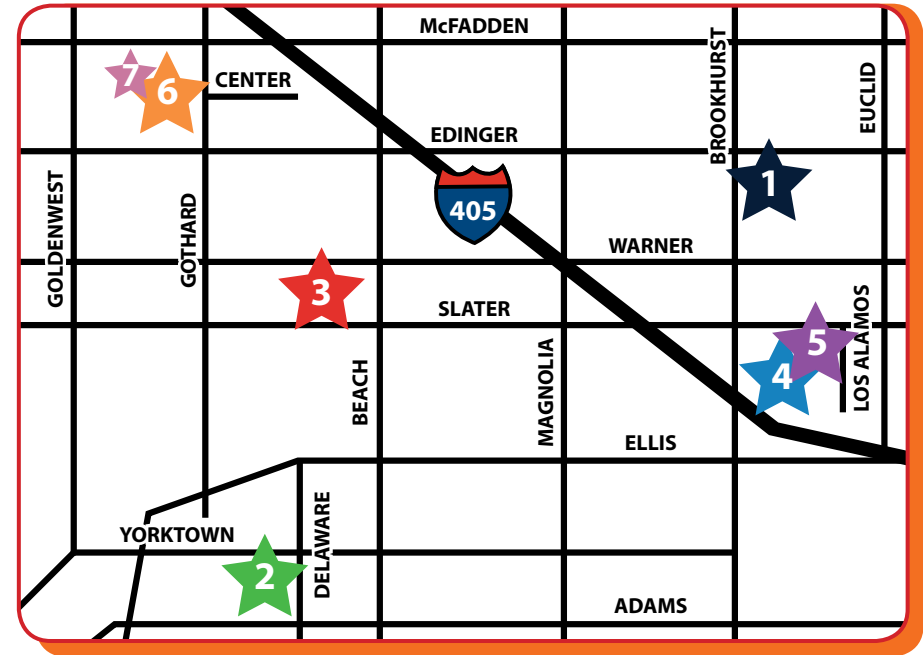 McFADDEN
7
6
CENTER
BROOKHURST
EUCLID
EDINGER
1
405
GOLDENWEST
GOTHARD
WARNER
3
SLATER
LOS ALAMOS
5
4
BEACH
MAGNOLIA
ELLIS
YORKTOWN
DELAWARE
2
ADAMS